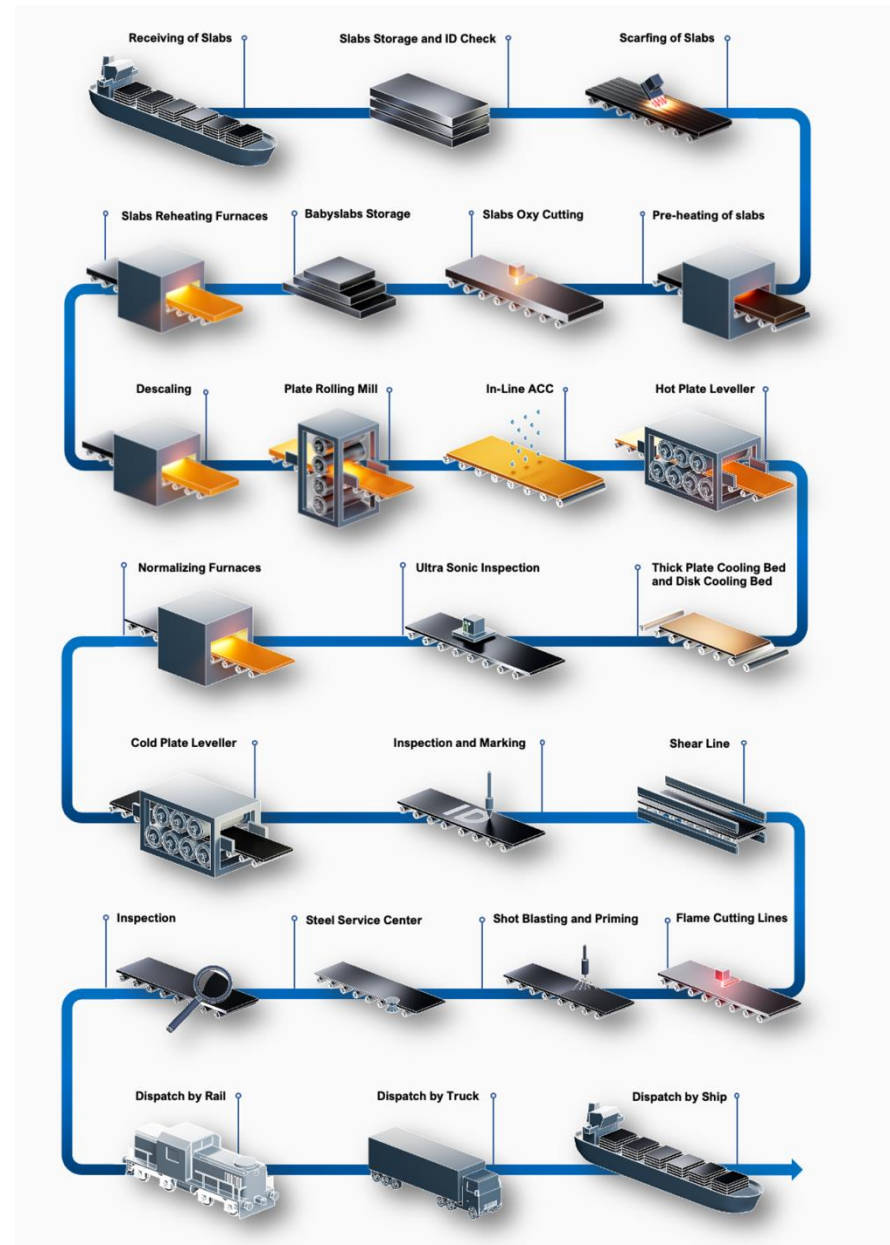 Receiving of Slabs
Slabs Storage and ID Check
Scarfing of Slabs
Slabs Reheating Furnaces
Babyslabs Storage
Slabs Oxy Cutting
Pre-heating of slabs
Descaling
Plate Rolling Mill
In-Line ACC
Hot Plate Leveller
Normalizing Furnaces
Ultra Sonic Inspection
Thick Plate Cooling Bed
and Disk Cooling Bed
Cold Plate Leveller
Inspection and Marking
Shear Line
ID
Inspection
Steel Service Center
Shot Blasting and Priming
Flame Cutting Lines
Dispatch by Rail
Dispatch by Truck
Dispatch by Ship